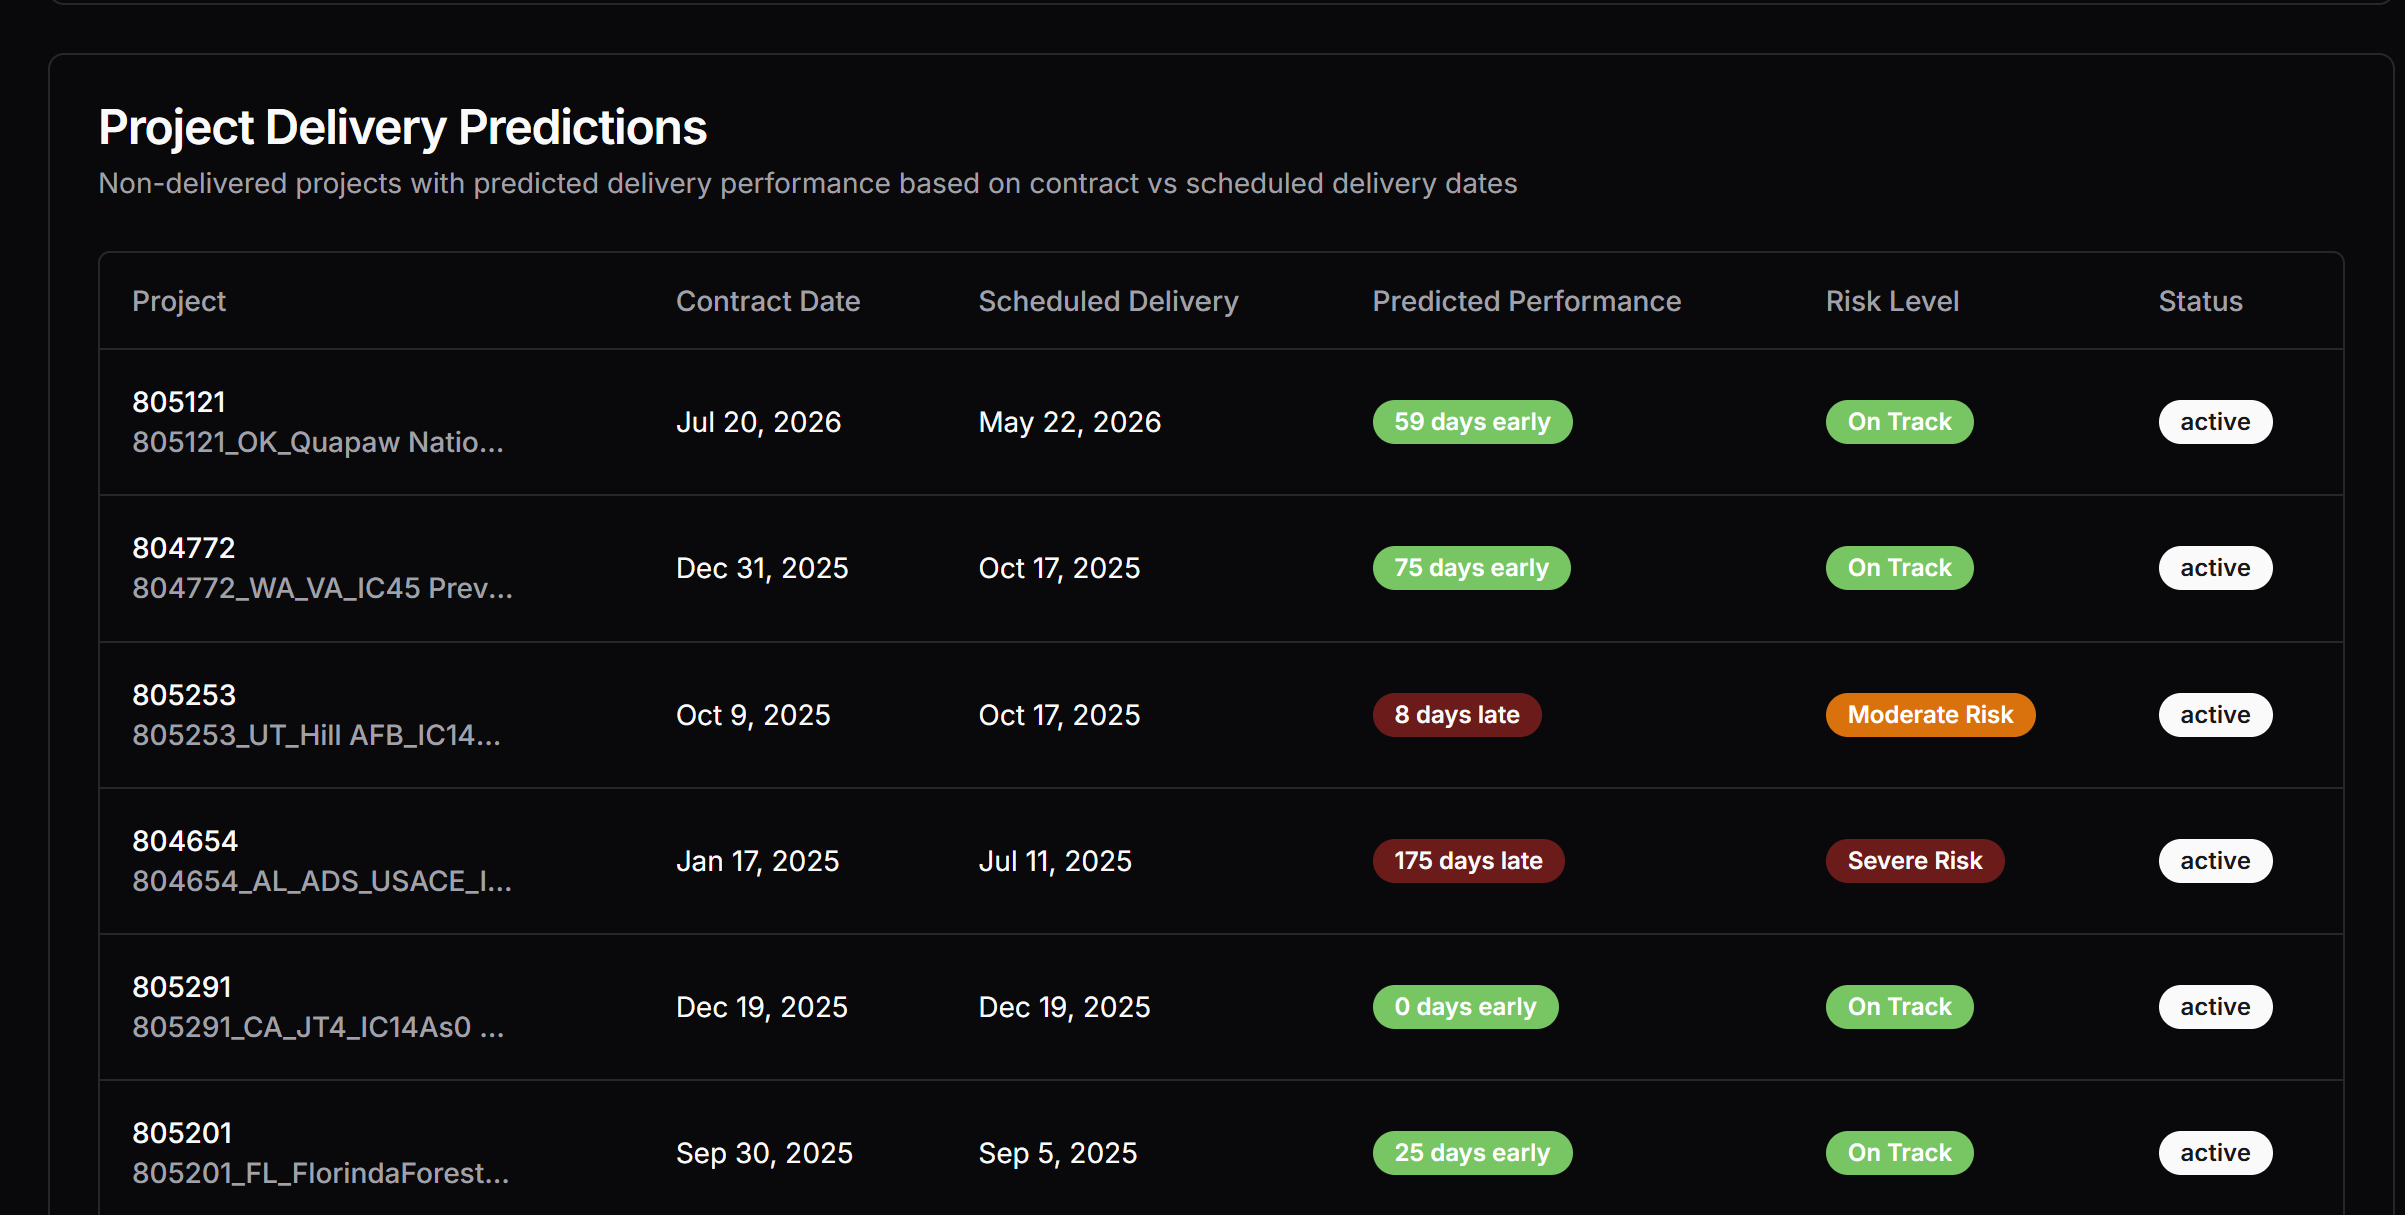 Project Delivery Predictions
Non-delivered projects with predicted delivery performance based on contract vs scheduled delivery dates
Project Contract Date Scheduled Delivery Predicted Performance Risk Level Status
805121
805121_OK_Quapaw Natio...
Jul 20, 2026 May 22, 2026 59 days early On Track active
804772
804772_WA_VA_IC45 Prev...
Dec 31, 2025 Oct 17, 2025 75 days early On Track active
805253
805253_UT_Hill AFB_IC14...
Oct 9, 2025 Oct 17, 2025 8 days late Moderate Risk active
804654
804654_AL_ADS_USACE_I...
Jan 17, 2025 Jul 11, 2025 175 days late Severe Risk active
805291
805291_CA_JT4_IC14As0 ...
Dec 19, 2025 Dec 19, 2025 0 days early On Track active
805201
805201_FL_FlorindaForest...
Sep 30, 2025 Sep 5, 2025 25 days early On Track active